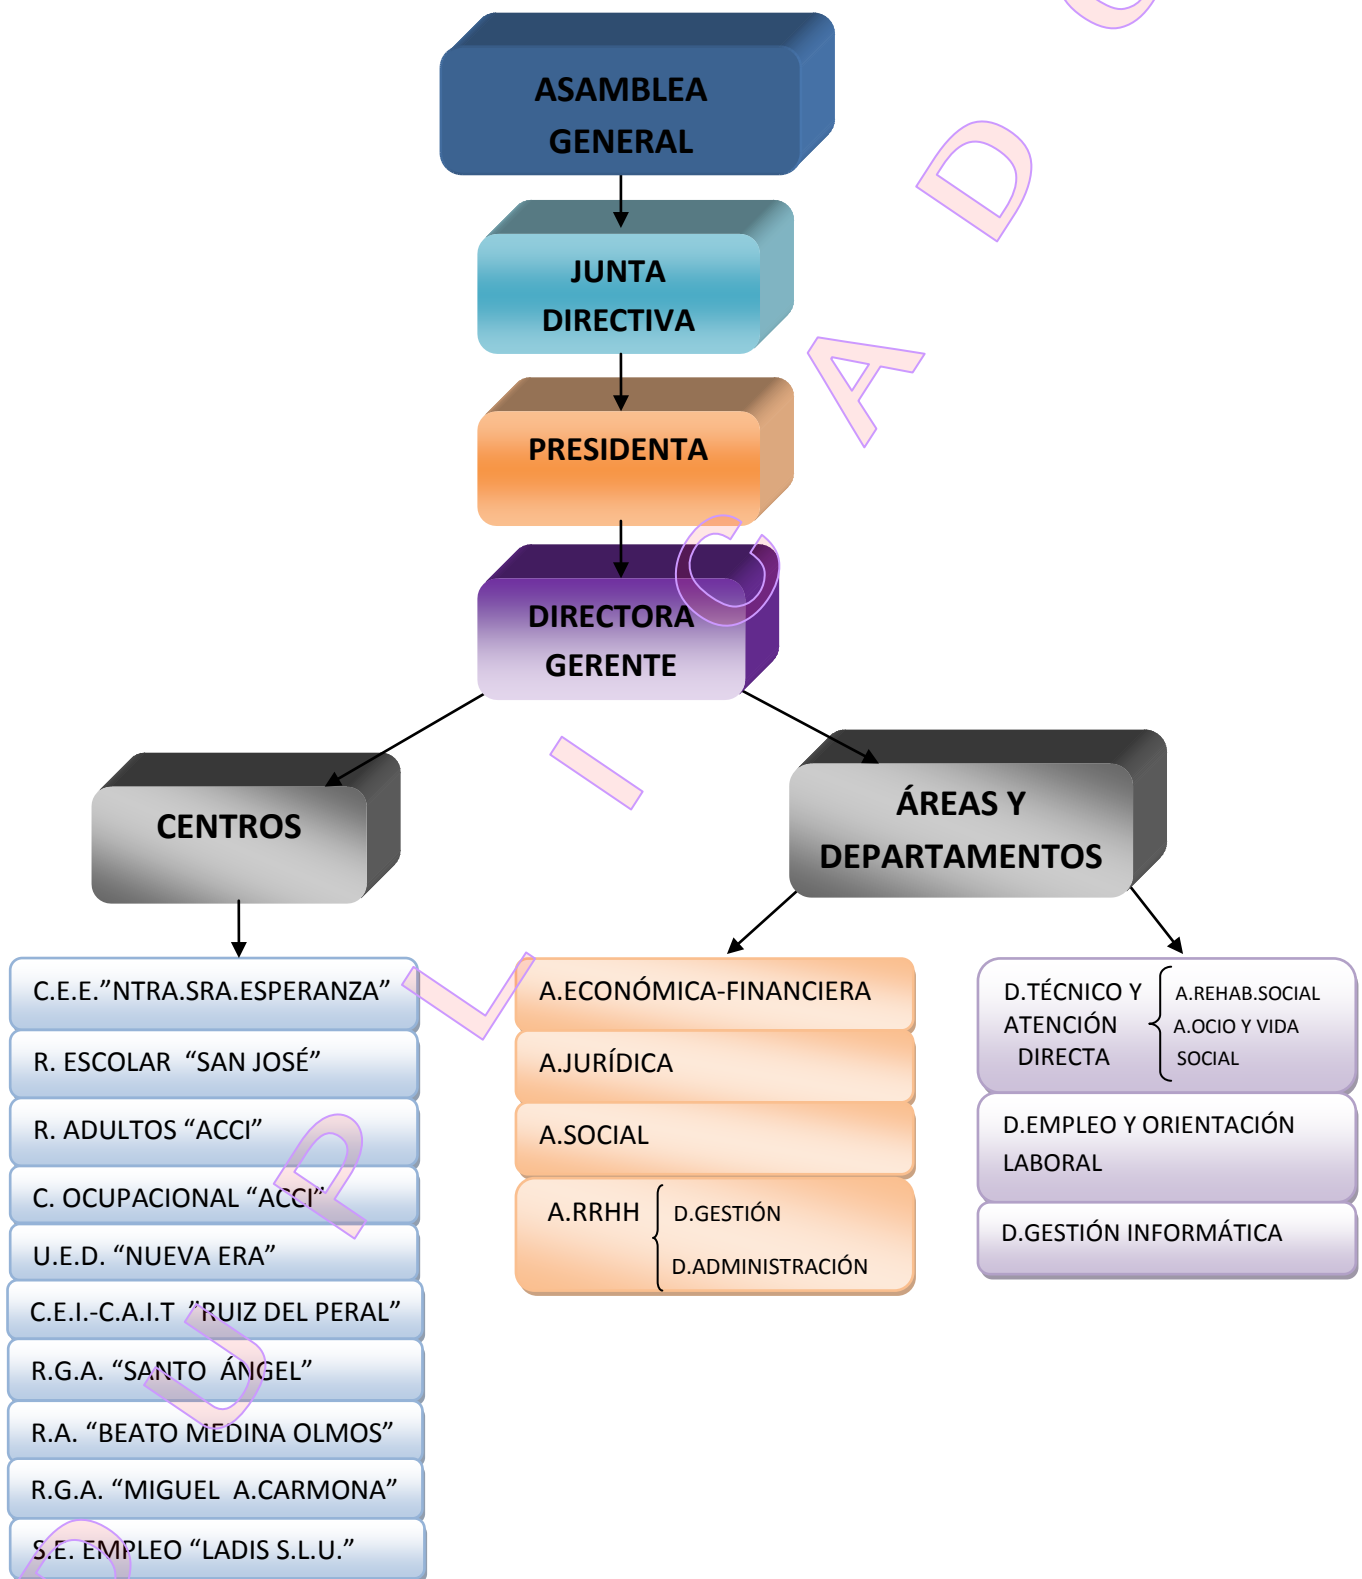 ASAMBLEA
GENERAL
JUNTA
DIRECTIVA
PRESIDENTA
DIRECTORA
GERENTE
CENTROS
ÁREAS Y
DEPARTAMENTOS
C.E.E.”NTRA.SRA.ESPERANZA”
R. ESCOLAR “SAN JOSÉ”
R. ADULTOS “ACCI”
C. OCUPACIONAL “ACCI”
U.E.D. “NUEVA ERA”
C.E.I.-C.A.I.T ”RUIZ DEL PERAL”
R.G.A. “SANTO ÁNGEL”
R.A. “BEATO MEDINA OLMOS”
R.G.A. “MIGUEL A.CARMONA”
S.E. EMPLEO “LADIS S.L.U.”
A.ECONÓMICA-FINANCIERA
A.JURÍDICA
A.SOCIAL
A.RRHH
D.GESTIÓN
D.ADMINISTRACIÓN
D.TÉCNICO Y
ATENCIÓN
DIRECTA
A.REHAB.SOCIAL
A.OCIO Y VIDA
SOCIAL
D.EMPLEO Y ORIENTACIÓN
LABORAL
D.GESTIÓN INFORMÁTICA
DUPLICADO